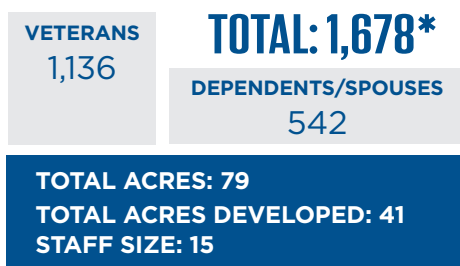 VETERANS
1,136
TOTAL: 1,678*
DEPENDENTS/SPOUSES
542
TOTAL ACRES: 79
TOTAL ACRES DEVELOPED: 41
STAFF SIZE: 15